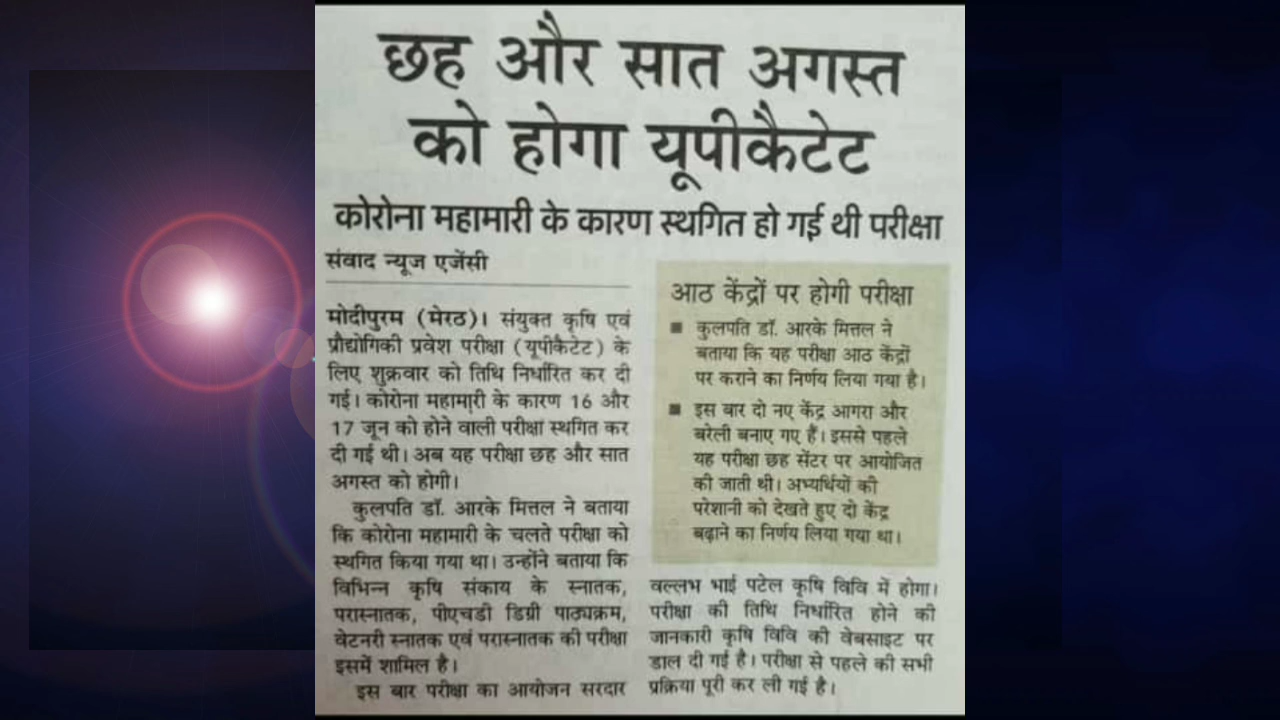 छह और सात अगस्त
को होगा यूपीकैटेट
कोरोना महामारी के कारण स्थगित हो गई थी परीक्षा
संवाद न्यूज एजेंसी
मोदीपुरम (मेरठ)। संयुक्त कृषि एवं
प्रौद्योगिकी प्रवेश परीक्षा (यूपीकैटेट) के
लिए शुक्रवार को तिथि निर्धारित कर दी
गई। कोरोना महामारी के कारण 16 और
17 जून को होने वाली परीक्षा स्थगित कर
दी गई थी। अब यह परीक्षा छह और सात
अगस्त को होगी।
कुलपति डॉ. आरके मित्तल ने बताया
कि कोरोना महामारी के चलते परीक्षा को
स्थगित किया गया था। उन्होंने बताया कि
विभिन्न कृषि संकाय के स्नातक,
परास्नातक, पीएचडी डिग्री पाठ्यक्रम,
वेटनरी स्नातक एवं परास्नातक की परीक्षा
इसमें शामिल है।
इस बार परीक्षा का आयोजन सरदार
आठ केंद्रों पर होगी परीक्षा
■ कुलपति डॉ. आरके मित्तल ने
बताया कि यह परीक्षा आठ केंद्रों
पर कराने का निर्णय लिया गया है।
■ इस बार दो नए केंद्र आगरा और
बरेली बनाए गए हैं। इससे पहले
यह परीक्षा छह सेंटर पर आयोजित
की जाती थी। अभ्यर्थियों की
परेशानी को देखते हुए दो केंद्र
बढ़ाने का निर्णय लिया गया था।
वल्लभ भाई पटेल कृषि विवि में होगा।
परीक्षा की तिथि निर्धारित होने की
जानकारी कृषि विवि की वेबसाइट पर
डाल दी गई है। परीक्षा से पहले की सभी
प्रक्रिया पूरी कर ली गई है।